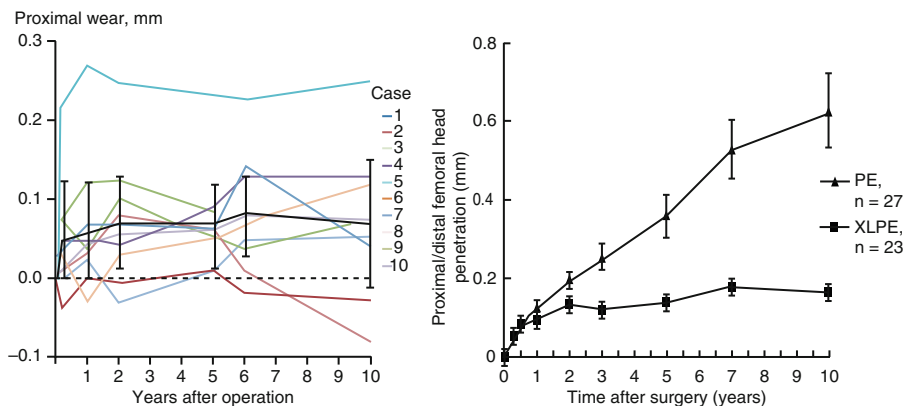 Proximal wear, mm
0.3
0.2
0.1
0.0
–0.1
1 2 3 4 5 6 7 8 9 10
Years after operation
Case
1
2
3
4
5
6
7
8
9
10
Proximal/distal femoral head
penetration (mm)
0.8
0.6
0.4
0.2
0
0 1 2 3 4 5 6 7 8 9 10
Time after surgery (years)
PE,
n = 27
XLPE,
n = 23